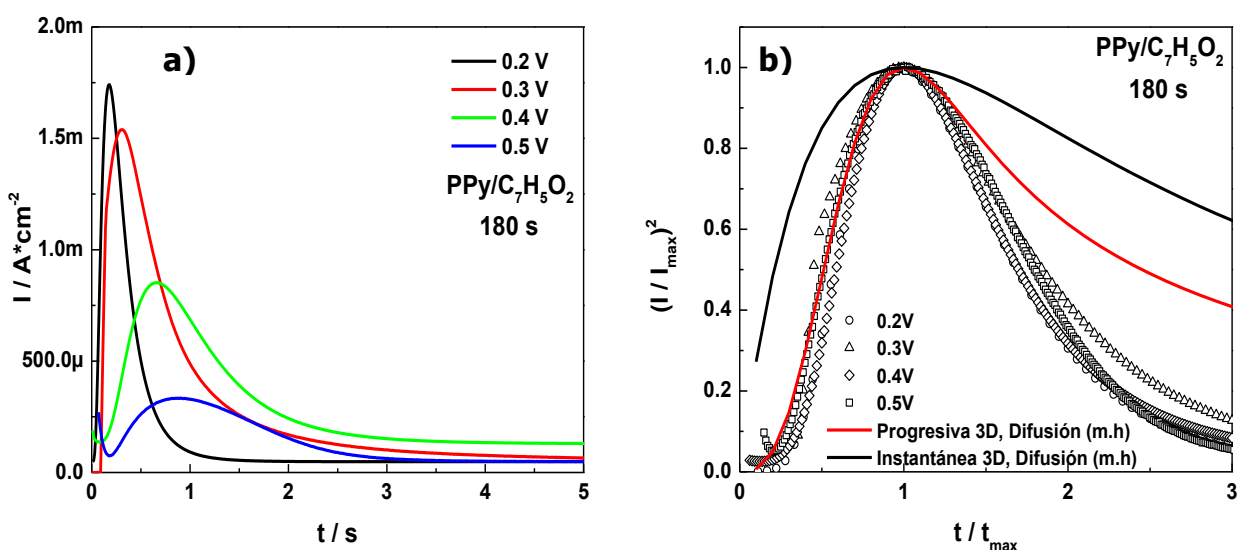 a)
2.0m
1.5m
1.0m
500.0µ
0.0
I / A*cm-2
0 1 2 3 4 5
t / s
0.2 V
0.3 V
0.4 V
0.5 V
PPy/C7H5O2
180 s
b)
1.0
0.8
0.6
0.4
0.2
0.0
(I / Imax)2
0 1 2 3
t / tmax
PPy/C7H5O2
180 s
0.2V
0.3V
0.4V
0.5V
Progresiva 3D, Difusión (m.h)
Instantánea 3D, Difusión (m.h)